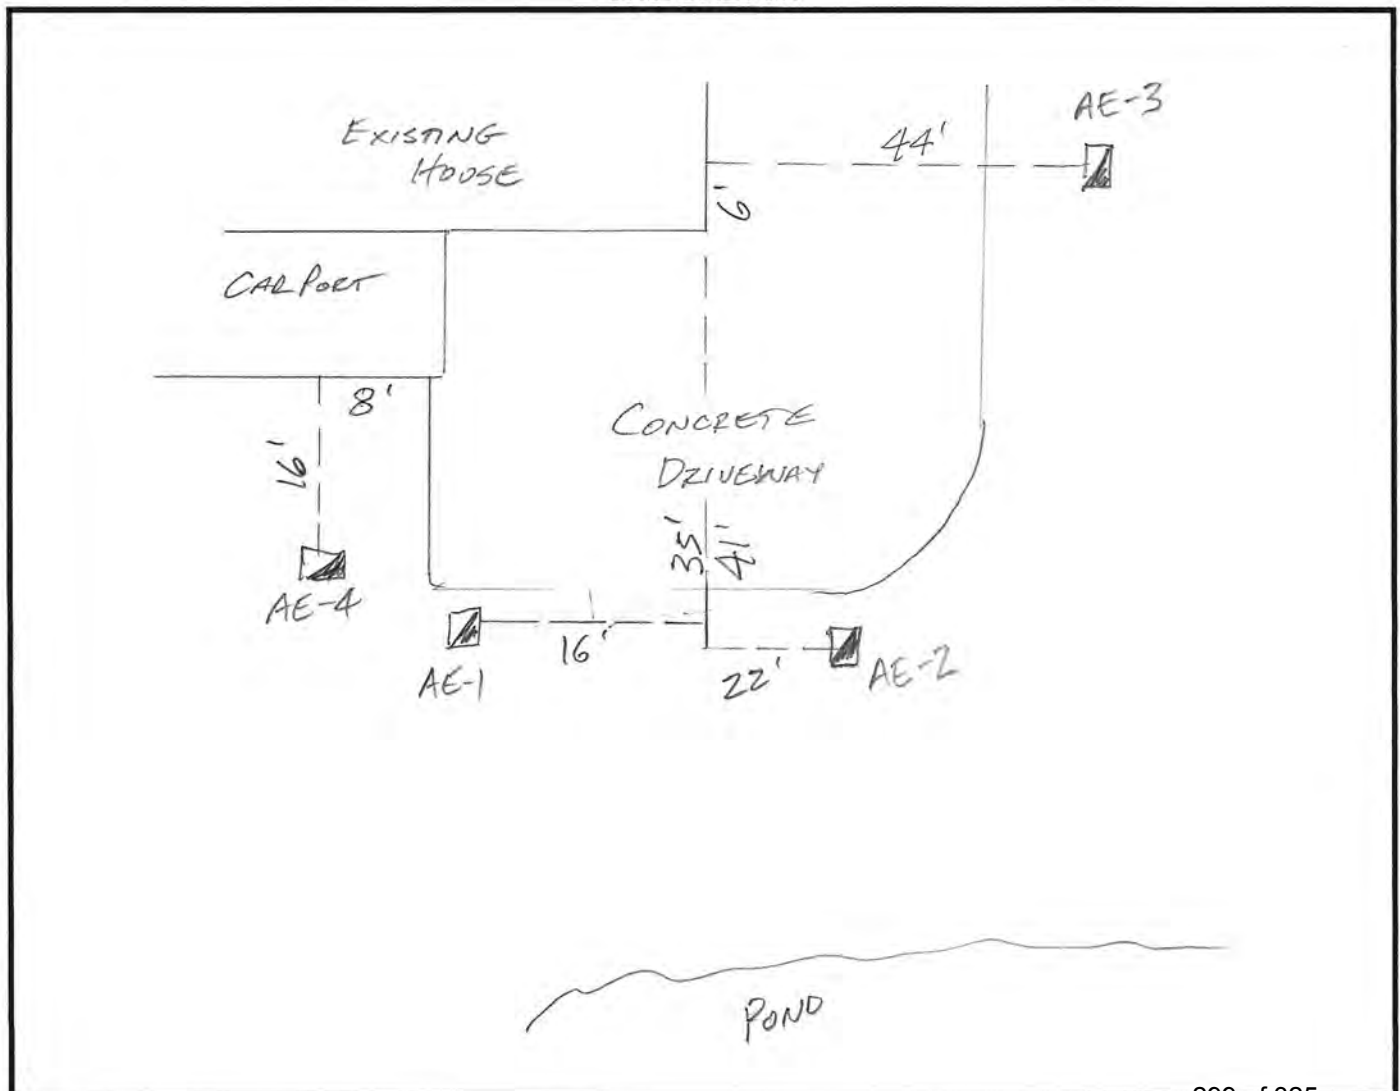 AE-3
EXISTING
HOUSE
44'
6'
CARPORT
8'
CONCRETE
DRIVEWAY
16'
35'
41'
AE-4
16'
AE-1
22'
AE-2
POND